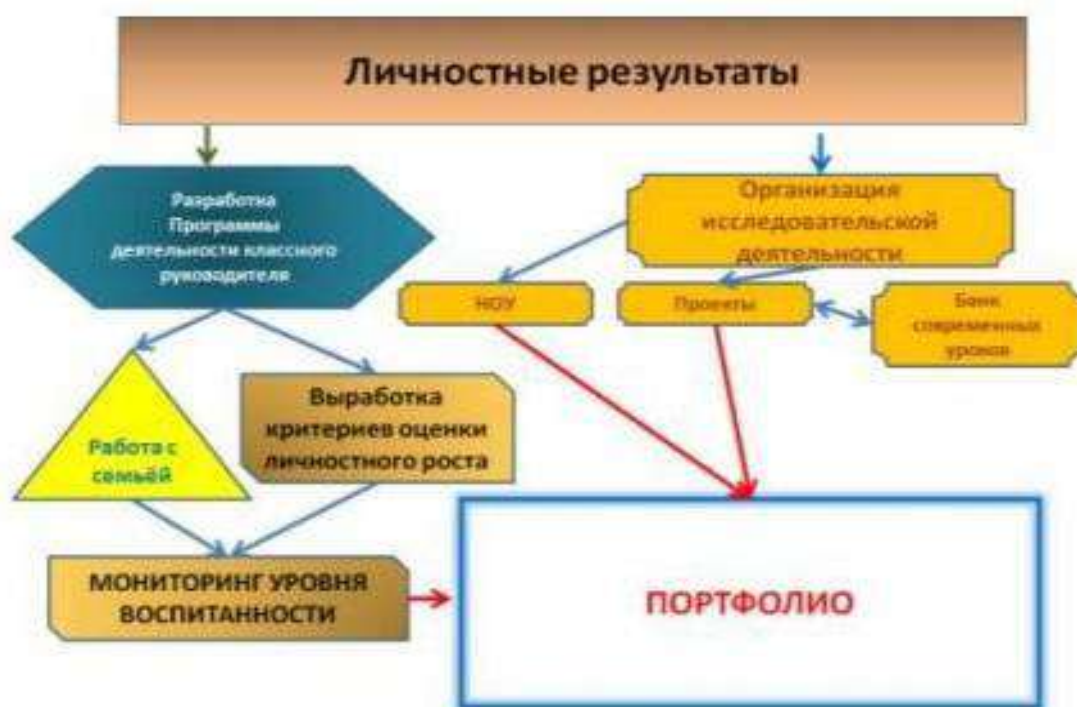 Личностные результаты
Разработка
Программы
деятельности классного
руководителя
Организация
исследовательской
деятельности
НОУ
Проекты
Банк
современных
уроков
Выработка
критериев оценки
личностного роста
Работа с
семьёй
МОНИТОРИНГ УРОВНЯ
ВОСПИТАННОСТИ
ПОРТФОЛИО